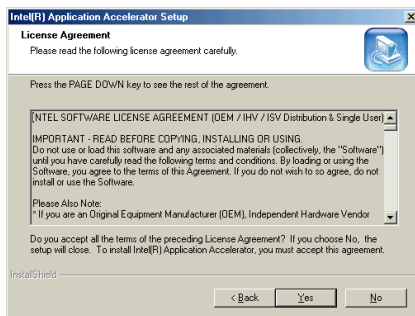 Intel(R) Application Accelerator Setup
License Agreement
Please read the following license agreement carefully.
Press the PAGE DOWN key to see the rest of the agreement.
INTEL SOFTWARE LICENSE AGREEMENT (OEM / IHV / ISV Distribution & Single User)
IMPORTANT - READ BEFORE COPYING, INSTALLING OR USING.
Do not use or load this software and any associated materials (collectively, the "Software")
until you have carefully read the following terms and conditions. By loading or using the
Software, you agree to the terms of this Agreement. If you do not wish to so agree, do not
install or use the Software.
Please Also Note:
* If you are an Original Equipment Manufacturer (OEM), Independent Hardware Vendor
Do you accept all the terms of the preceding License Agreement? If you choose No, the
setup will close. To install Intel(R) Application Accelerator, you must accept this agreement.
InstallShield
< Back Yes No